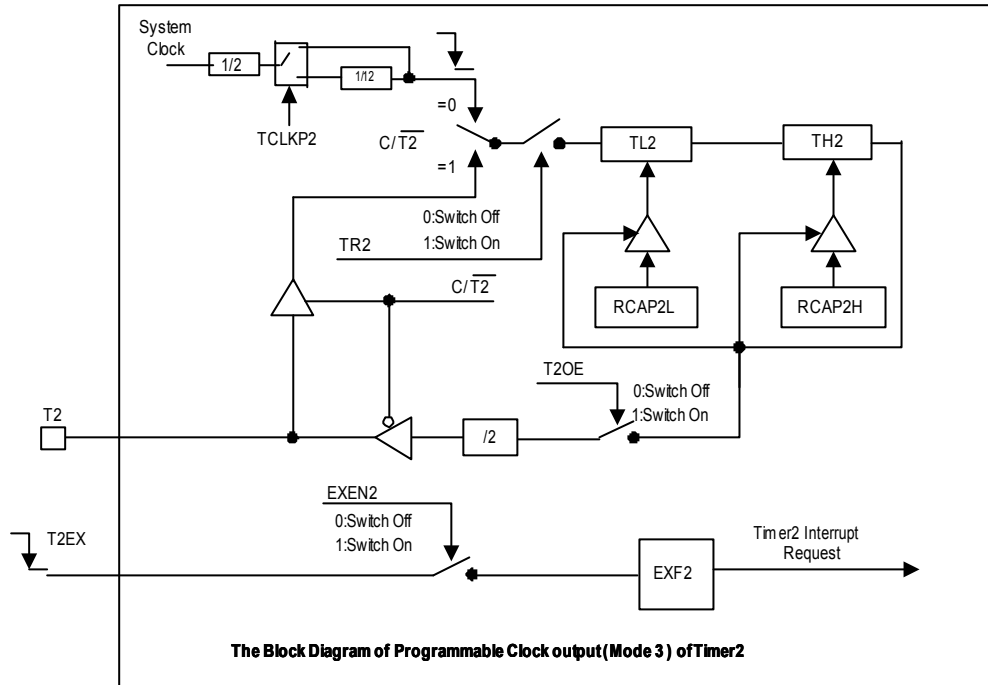 System
Clock
1/2
1/12
TCLKP2
=0
C/T2
=1
TL2
TH2
0:Switch Off
1:Switch On
TR2
C/T2
RCAP2L
RCAP2H
T2OE
0:Switch Off
1:Switch On
T2
/2
EXEN2
0:Switch Off
1:Switch On
T2EX
EXF2
Timer2 Interrupt
Request
The Block Diagram of Programmable Clock output ( Mode 3 ) of Timer2